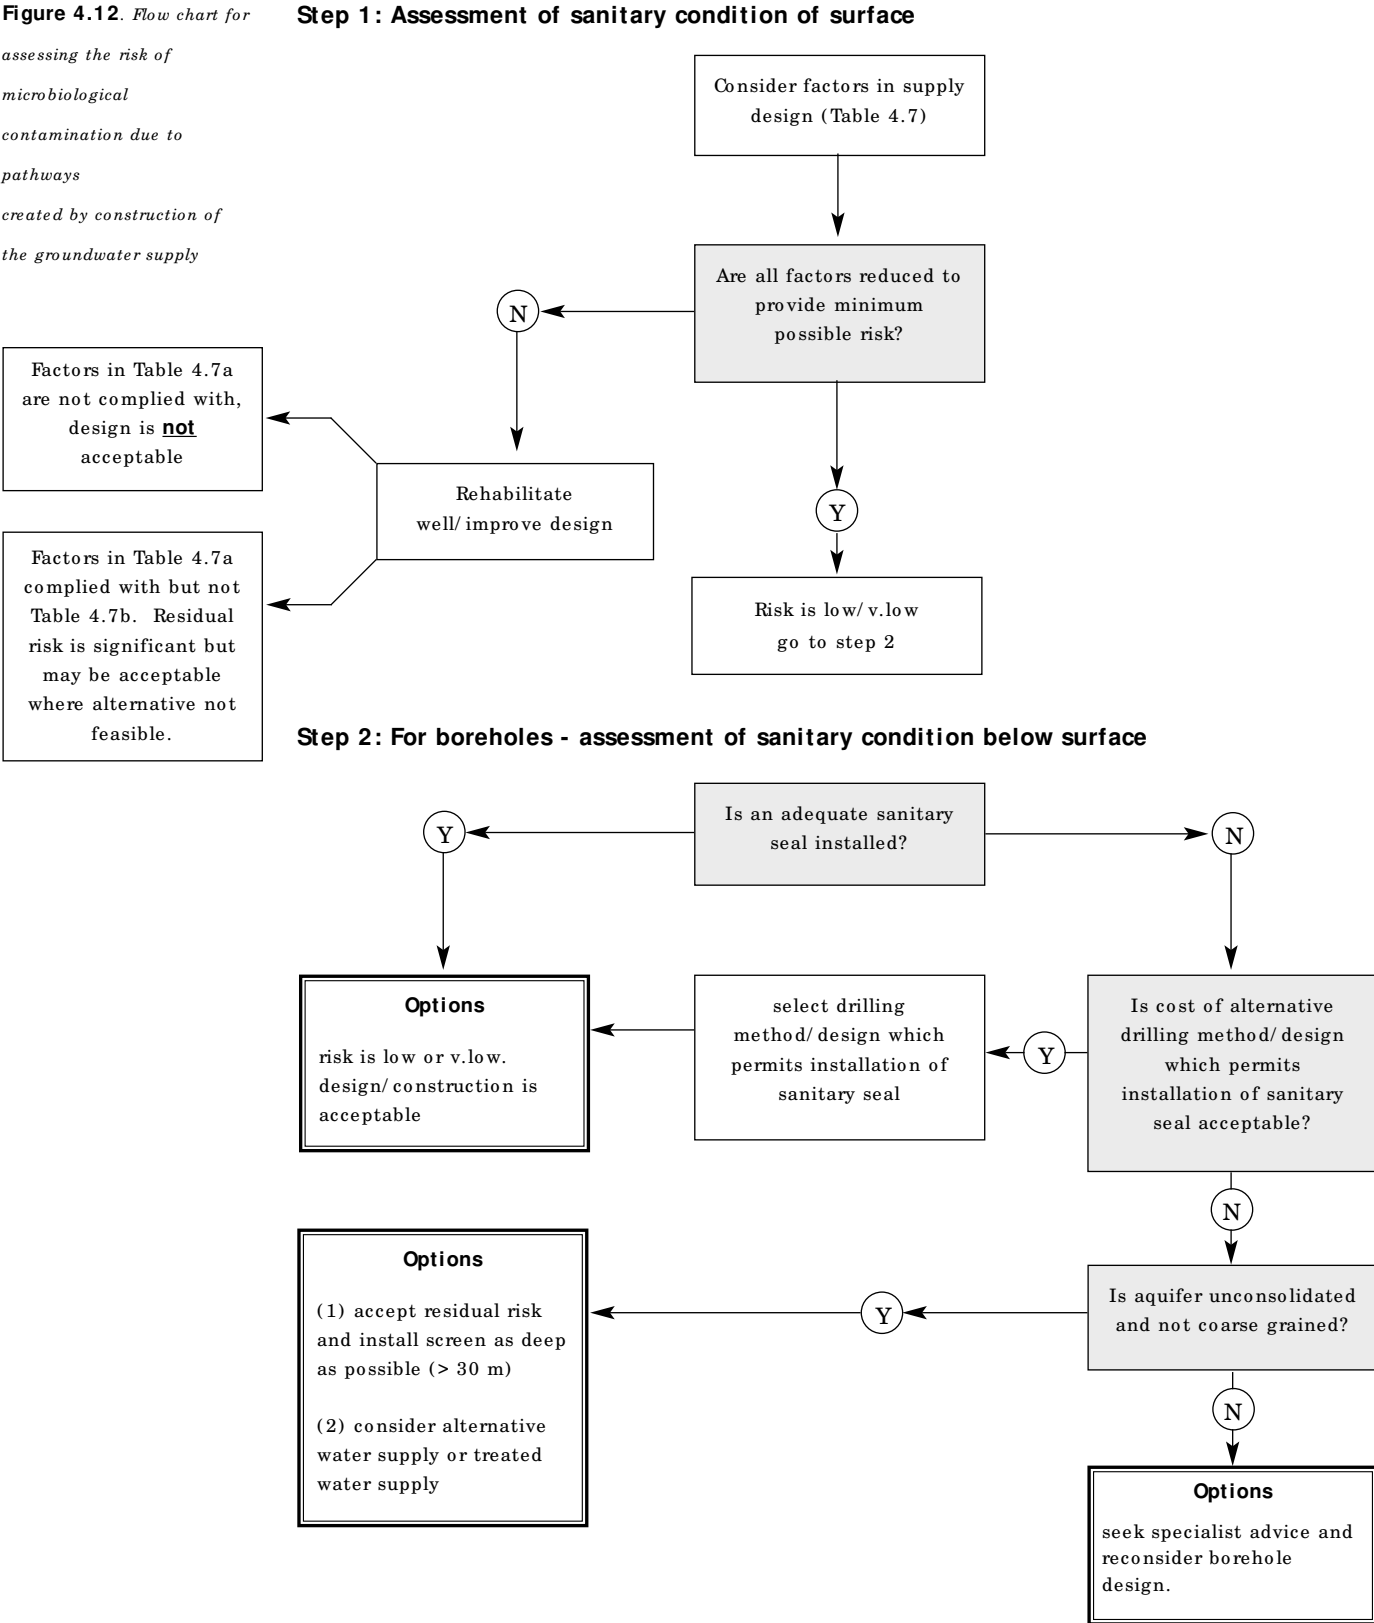 Figure 4.12. Flow chart for
assessing the risk of
microbiological
contamination due to
pathways
created by construction of
the groundwater supply
Step 1: Assessment of sanitary condition of surface
Consider factors in supply
design (Table 4.7)
Are all factors reduced to
provide minimum
possible risk?
N
Factors in Table 4.7a
are not complied with,
design is not
acceptable
Rehabilitate
well/improve design
Y
Factors in Table 4.7a
complied with but not
Table 4.7b. Residual
risk is significant but
may be acceptable
where alternative not
feasible.
Risk is low/v.low
go to step 2
Step 2: For boreholes - assessment of sanitary condition below surface
Is an adequate sanitary
seal installed?
Y
N
Options
risk is low or v.low.
design/construction is
acceptable
select drilling
method/design which
permits installation of
sanitary seal
Y
Is cost of alternative
drilling method/design
which permits
installation of sanitary
seal acceptable?
N
Options
(1) accept residual risk
and install screen as deep
as possible (> 30 m)
(2) consider alternative
water supply or treated
water supply
Y
Is aquifer unconsolidated
and not coarse grained?
N
Options
seek specialist advice and
reconsider borehole
design.